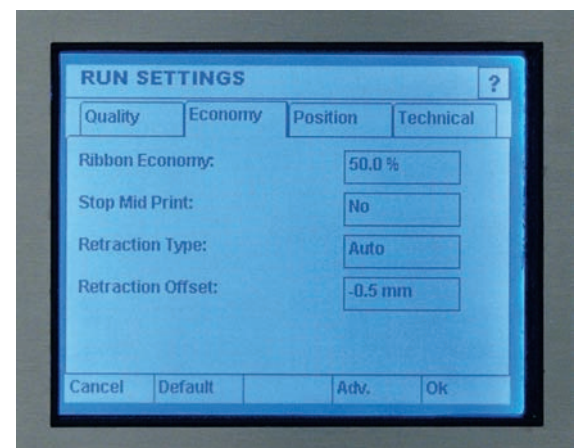 RUN SETTINGS ?
Quality Economy Position Technical
Ribbon Economy: 50.0 %
Stop Mid Print: No
Retraction Type: Auto
Retraction Offset: -0.5 mm
Cancel Default Adv. Ok